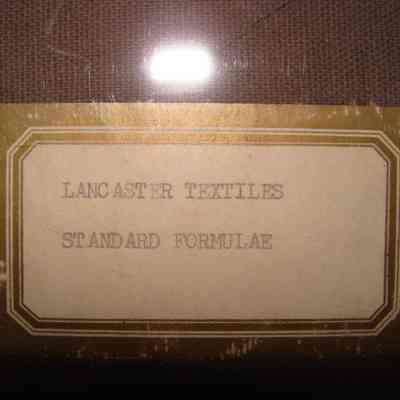 LANCASTER TEXTILES
STANDARD FORMULAE